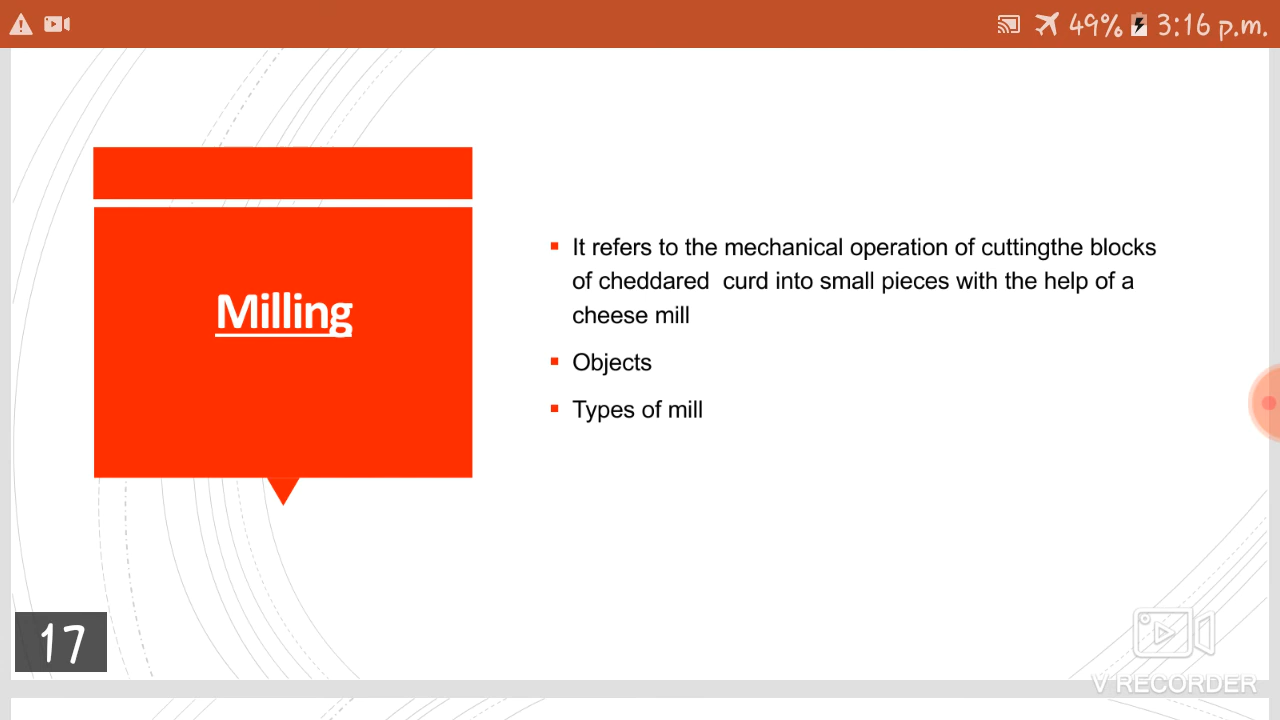 49% 3:16 p.m.
Milling
It refers to the mechanical operation of cuttingthe blocks
of cheddared curd into small pieces with the help of a
cheese mill
Objects
Types of mill
17
V RECORDER